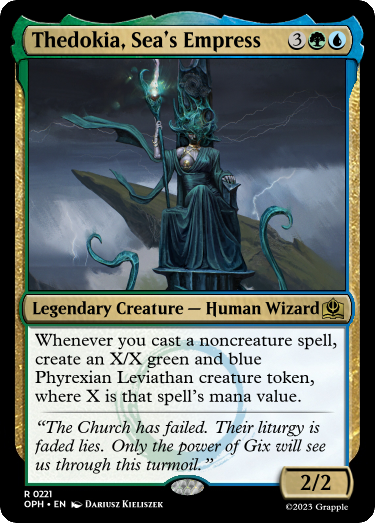 Thedokia, Sea's Empress 3
Legendary Creature — Human Wizard
Whenever you cast a noncreature spell,
create an X/X green and blue
Phyrexian Leviathan creature token,
where X is that spell's mana value.
“The Church has failed. Their liturgy is
faded lies. Only the power of Gix will see
us through this turmoil.”
2/2
R 0221
OPH • EN DARIUSZ KIELISZEK
©2023 Grapple